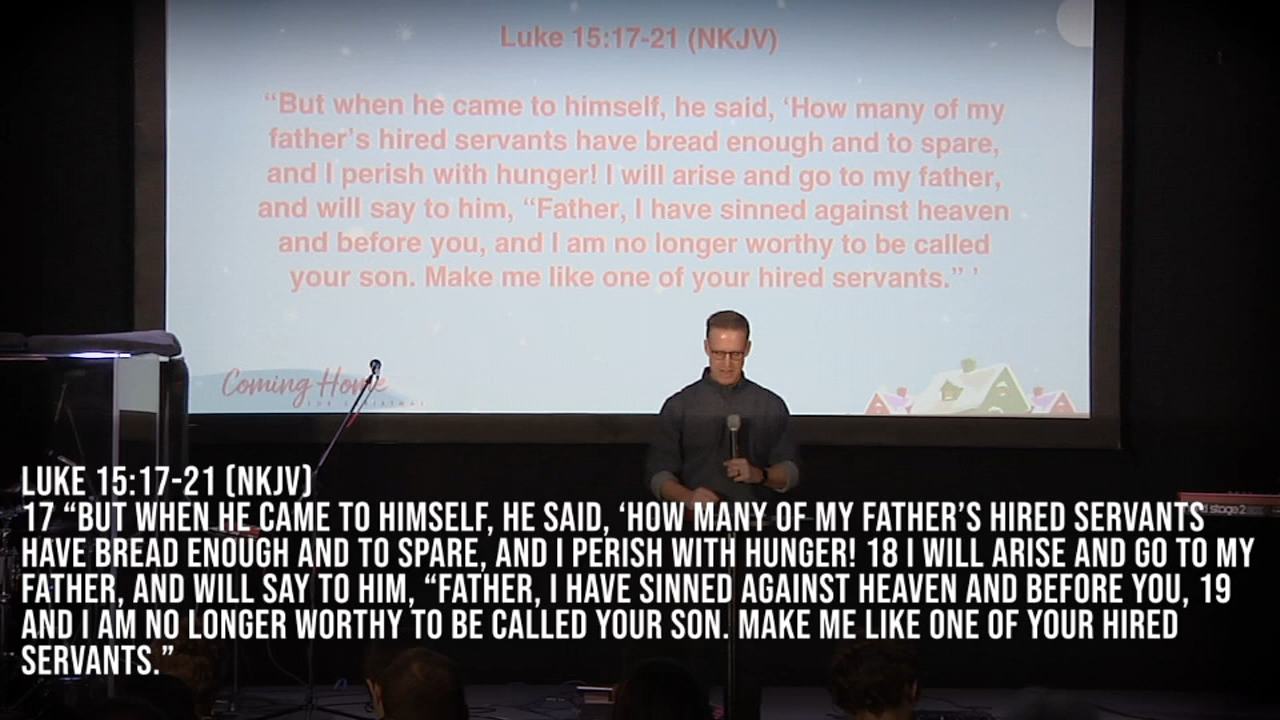 Luke 15:17-21 (NKJV)
“But when he came to himself, he said, ‘How many of my
father’s hired servants have bread enough and to spare,
and I perish with hunger! I will arise and go to my father,
and will say to him, “Father, I have sinned against heaven
and before you, and I am no longer worthy to be called
your son. Make me like one of your hired servants.” ’
Coming Home
FOR CHRISTMAS
LUKE 15:17-21 (NKJV)
17 “BUT WHEN HE CAME TO HIMSELF, HE SAID, ‘HOW MANY OF MY FATHER’S HIRED SERVANTS
HAVE BREAD ENOUGH AND TO SPARE, AND I PERISH WITH HUNGER! 18 I WILL ARISE AND GO TO MY
FATHER, AND WILL SAY TO HIM, “FATHER, I HAVE SINNED AGAINST HEAVEN AND BEFORE YOU, 19
AND I AM NO LONGER WORTHY TO BE CALLED YOUR SON. MAKE ME LIKE ONE OF YOUR HIRED
SERVANTS.”
stage 2